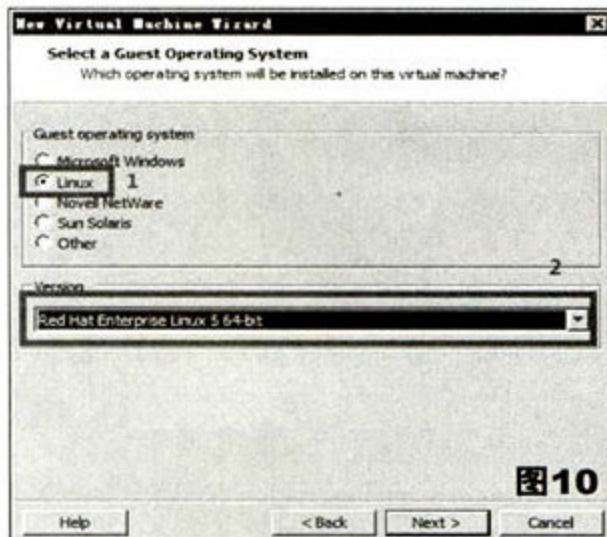 New Virtual Machine Wizard
Select a Guest Operating System
Which operating system will be installed on this virtual machine?
Guest operating system
Microsoft Windows
Linux 1
Novell NetWare
Sun Solaris
Other
2
Version
Red Hat Enterprise Linux 5 64-bit
图10
Help < Back Next > Cancel